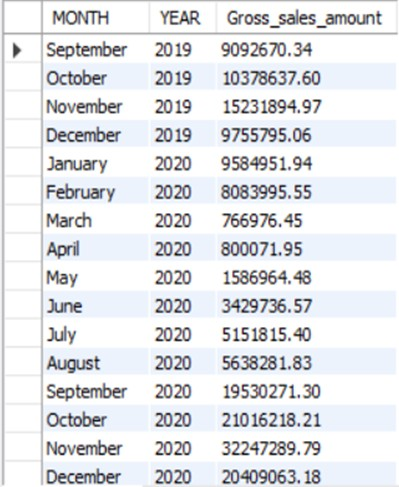 MONTH YEAR Gross_sales_amount
September 2019 9092670.34
October 2019 10378637.60
November 2019 15231894.97
December 2019 9755795.06
January 2020 9584951.94
February 2020 8083995.55
March 2020 766976.45
April 2020 800071.95
May 2020 1586964.48
June 2020 3429736.57
July 2020 5151815.40
August 2020 5638281.83
September 2020 19530271.30
October 2020 21016218.21
November 2020 32247289.79
December 2020 20409063.18